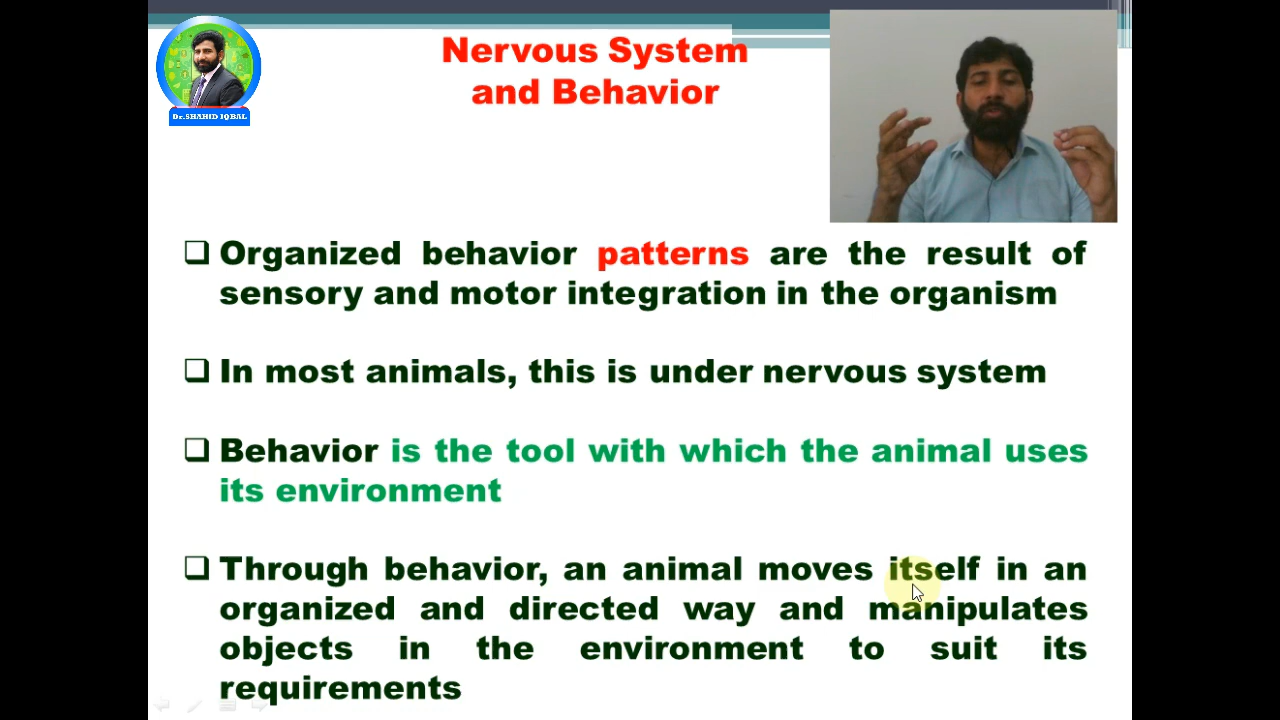 Nervous System
and Behavior
Dr.SHAHID IQBAL
Organized behavior patterns are the result of
sensory and motor integration in the organism
In most animals, this is under nervous system
Behavior is the tool with which the animal uses
its environment
Through behavior, an animal moves itself in an
organized and directed way and manipulates
objects in the environment to suit its
requirements